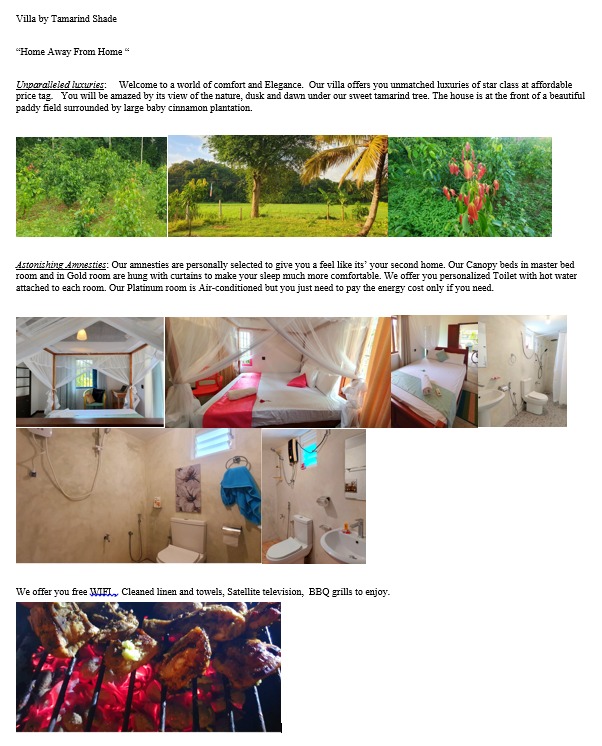 Villa by Tamarind Shade
“Home Away From Home “
Unparalleled luxuries:    Welcome to a world of comfort and Elegance.  Our villa offers you unmatched luxuries of star class at affordable
price tag.   You will be amazed by its view of the nature, dusk and dawn under our sweet tamarind tree. The house is at the front of a beautiful
paddy field surrounded by large baby cinnamon plantation.
Astonishing Amnesties: Our amnesties are personally selected to give you a feel like its’ your second home. Our Canopy beds in master bed
room and in Gold room are hung with curtains to make your sleep much more comfortable. We offer you personalized Toilet with hot water
attached to each room. Our Platinum room is Air-conditioned but you just need to pay the energy cost only if you need.
We offer you free WIFI , Cleaned linen and towels, Satellite television,  BBQ grills to enjoy.